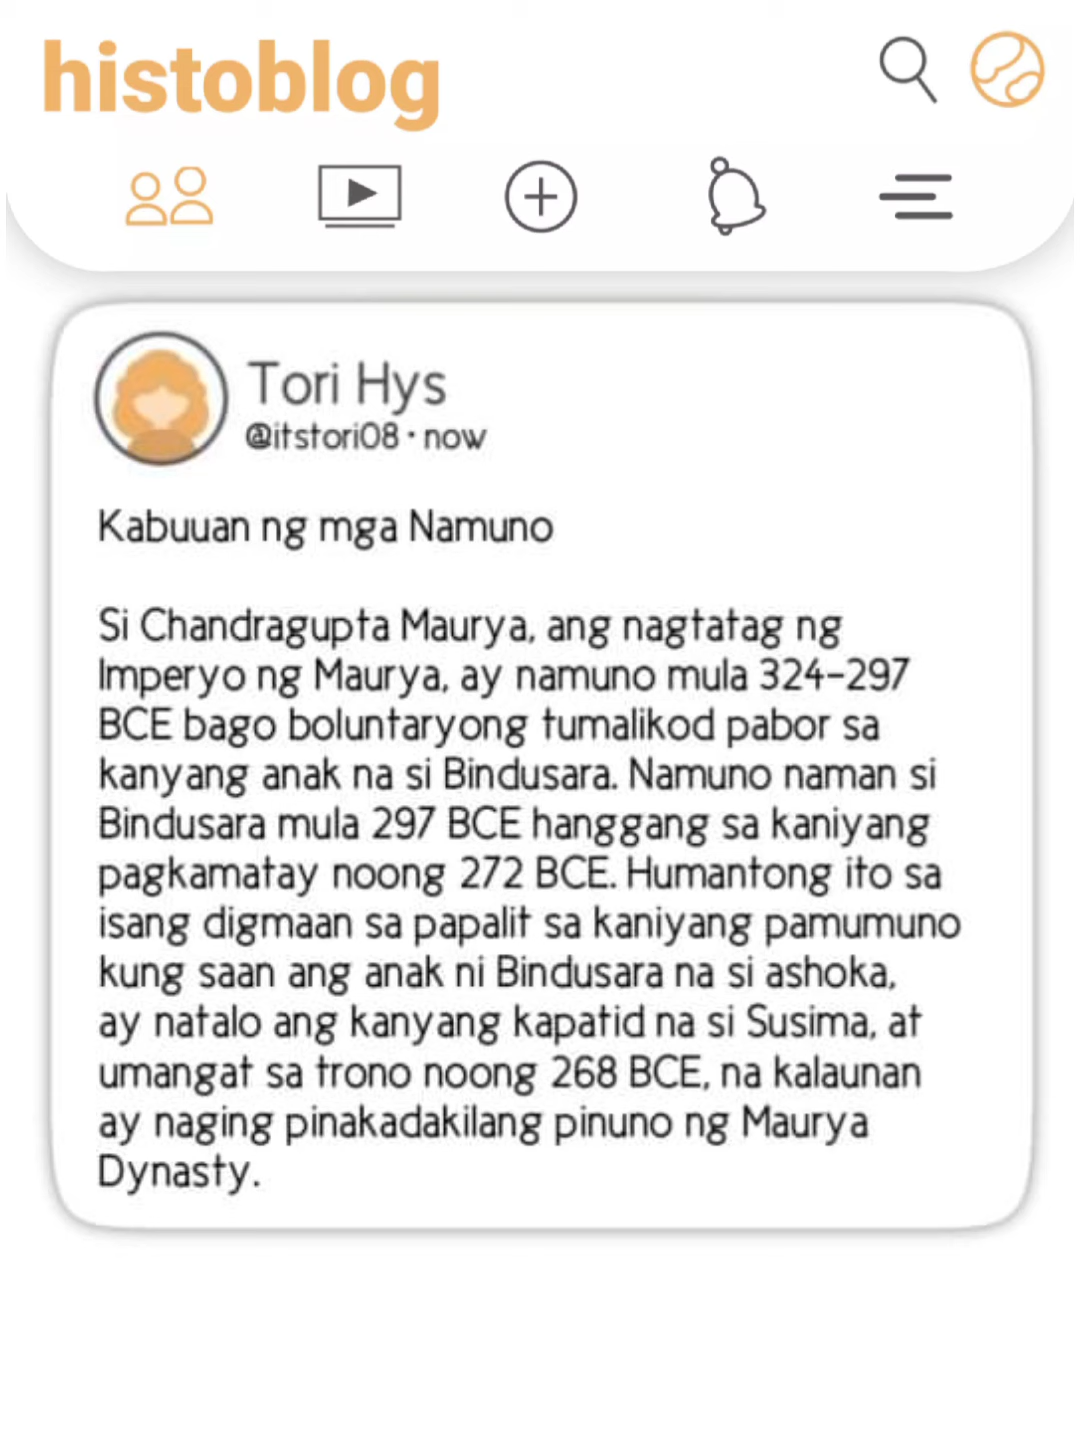 histoblog
Tori Hys
@itstori08 • now
Kabuuan ng mga Namuno
Si Chandragupta Maurya, ang nagtatag ng
Imperyo ng Maurya, ay namuno mula 324-297
BCE bago boluntaryong tumalikod pabor sa
kanyang anak na si Bindusara. Namuno naman si
Bindusara mula 297 BCE hanggang sa kaniyang
pagkamatay noong 272 BCE. Humantong ito sa
isang digmaan sa papalit sa kaniyang pamumuno
kung saan ang anak ni Bindusara na si ashoka,
ay natalo ang kanyang kapatid na si Susima, at
umangat sa trono noong 268 BCE, na kalaunan
ay naging pinakadakilang pinuno ng Maurya
Dynasty.